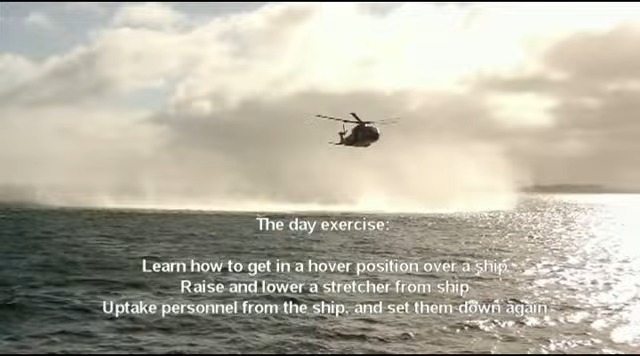 The day exercise:
Learn how to get in a hover position over a ship
Raise and lower a stretcher from ship
Uptake personnel from the ship, and set them down again